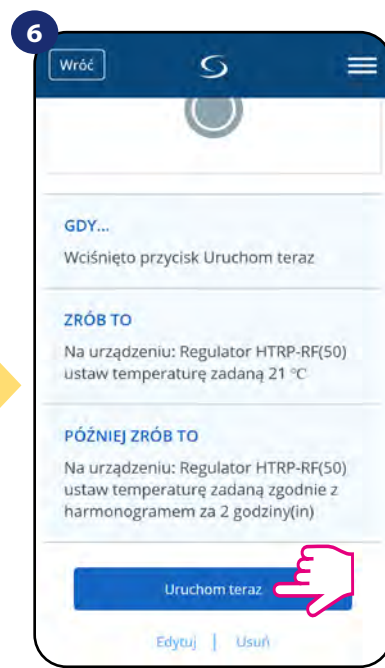 6
Wróć
GDY...
Wciśnięto przycisk Uruchom teraz
ZRÓB TO
Na urządzeniu: Regulator HTRP-RF(50)
ustaw temperaturę zadaną 21 °C
PÓŹNIEJ ZRÓB TO
Na urządzeniu: Regulator HTRP-RF(50)
ustaw temperaturę zadaną zgodnie z
harmonogramem za 2 godziny(in)
Uruchom teraz
Edytuj | Usuń